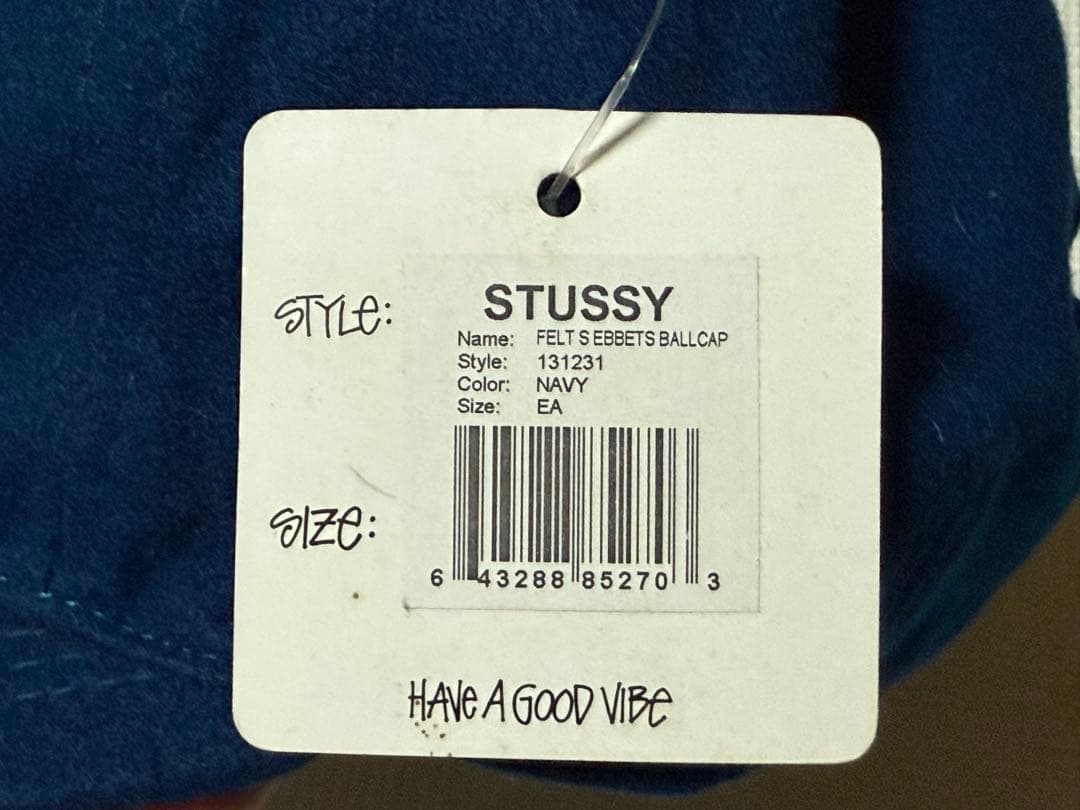 STYLE:
STUSSY
Name: FELT S EBBETS BALLCAP
Style: 131231
Color: NAVY
Size: EA
SIZE:
6 43288 85270 3
HAVE A GOOD VIBE